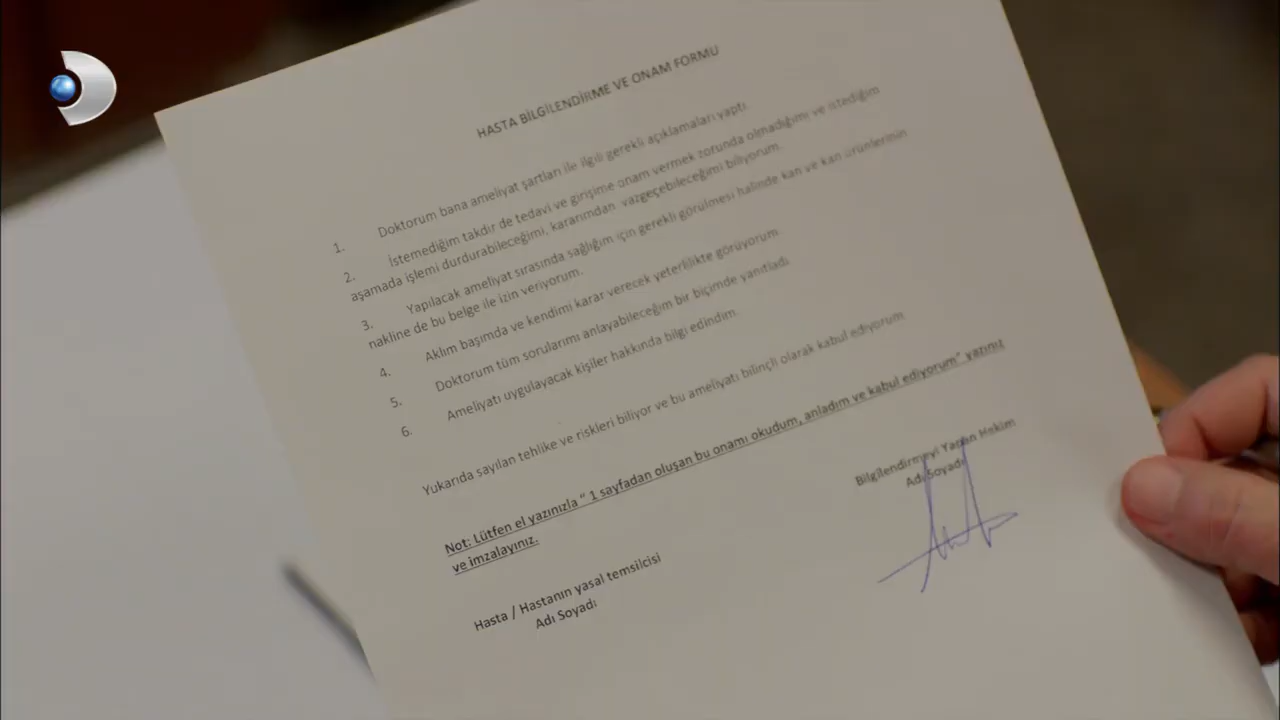 HASTA BİLGİLENDİRME VE ONAM FORMU
1. Doktorum bana ameliyat şartları ile ilgili gerekli açıklamaları yaptı.
2. İstemediğim takdir de tedavi ve girişime onam vermek zorunda olmadığımı ve istediğim
aşamada işlemi durdurabileceğimi, kararımdan vazgeçebileceğimi biliyorum.
3. Yapılacak ameliyat sırasında sağlığım için gerekli görülmesi halinde kan ve kan ürünlerinin
nakline de bu belge ile izin veriyorum.
4. Aklım başımda ve kendimi karar verecek yeterlilikte görüyorum.
5. Doktorum tüm sorularımı anlayabileceğim bir biçimde yanıtladı.
6. Ameliyatı uygulayacak kişiler hakkında bilgi edindim.
Yukarıda sayılan tehlike ve riskleri biliyor ve bu ameliyatı bilinçli olarak kabul ediyorum.
Not: Lütfen el yazınızla “ 1 sayfadan oluşan bu onamı okudum, anladım ve kabul ediyorum” yazınız
ve imzalayınız.
Bilgilendirmeyi Yapan Hekim
Adı Soyadı
Hasta / Hastanın yasal temsilcisi
Adı Soyadı